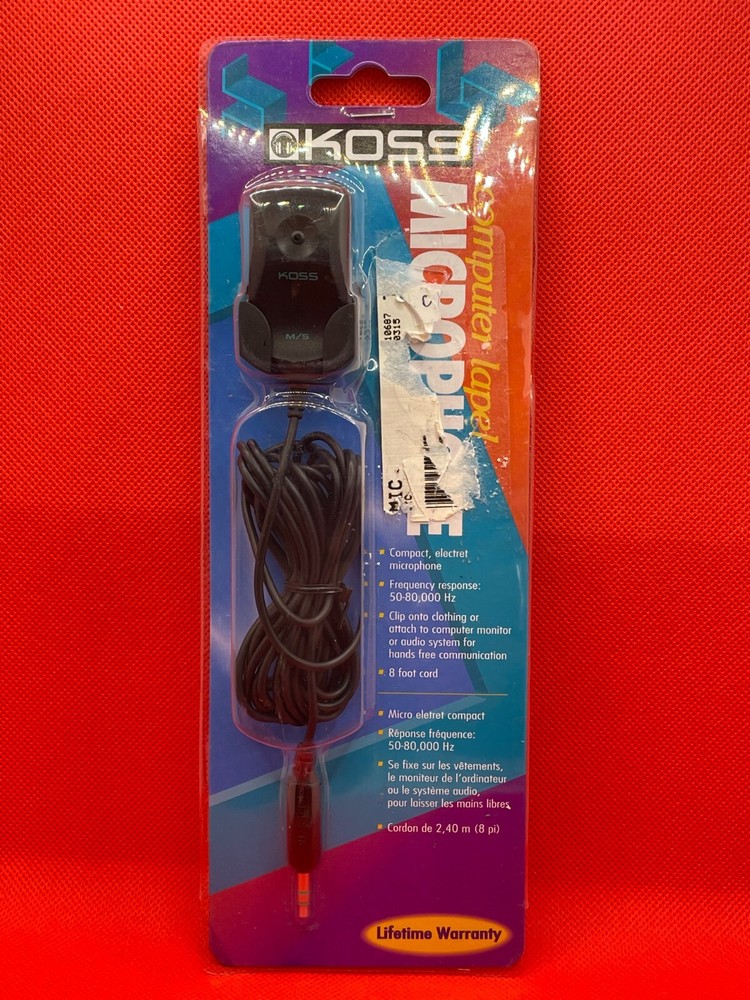 KOSS
computer lapel
MICROPHONE
KOSS
M/S
10687
0315
MIC
Compact, electret
microphone
Frequency response:
50-80,000 Hz
Clip onto clothing or
attach to computer monitor
or audio system for
hands free communication
8 foot cord
Micro eletret compact
Réponse fréquence:
50-80,000 Hz
Se fixe sur les vêtements,
le moniteur de l'ordinateur
ou le système audio,
pour laisser les mains libres
Cordon de 2,40 m (8 pi)
Lifetime Warranty